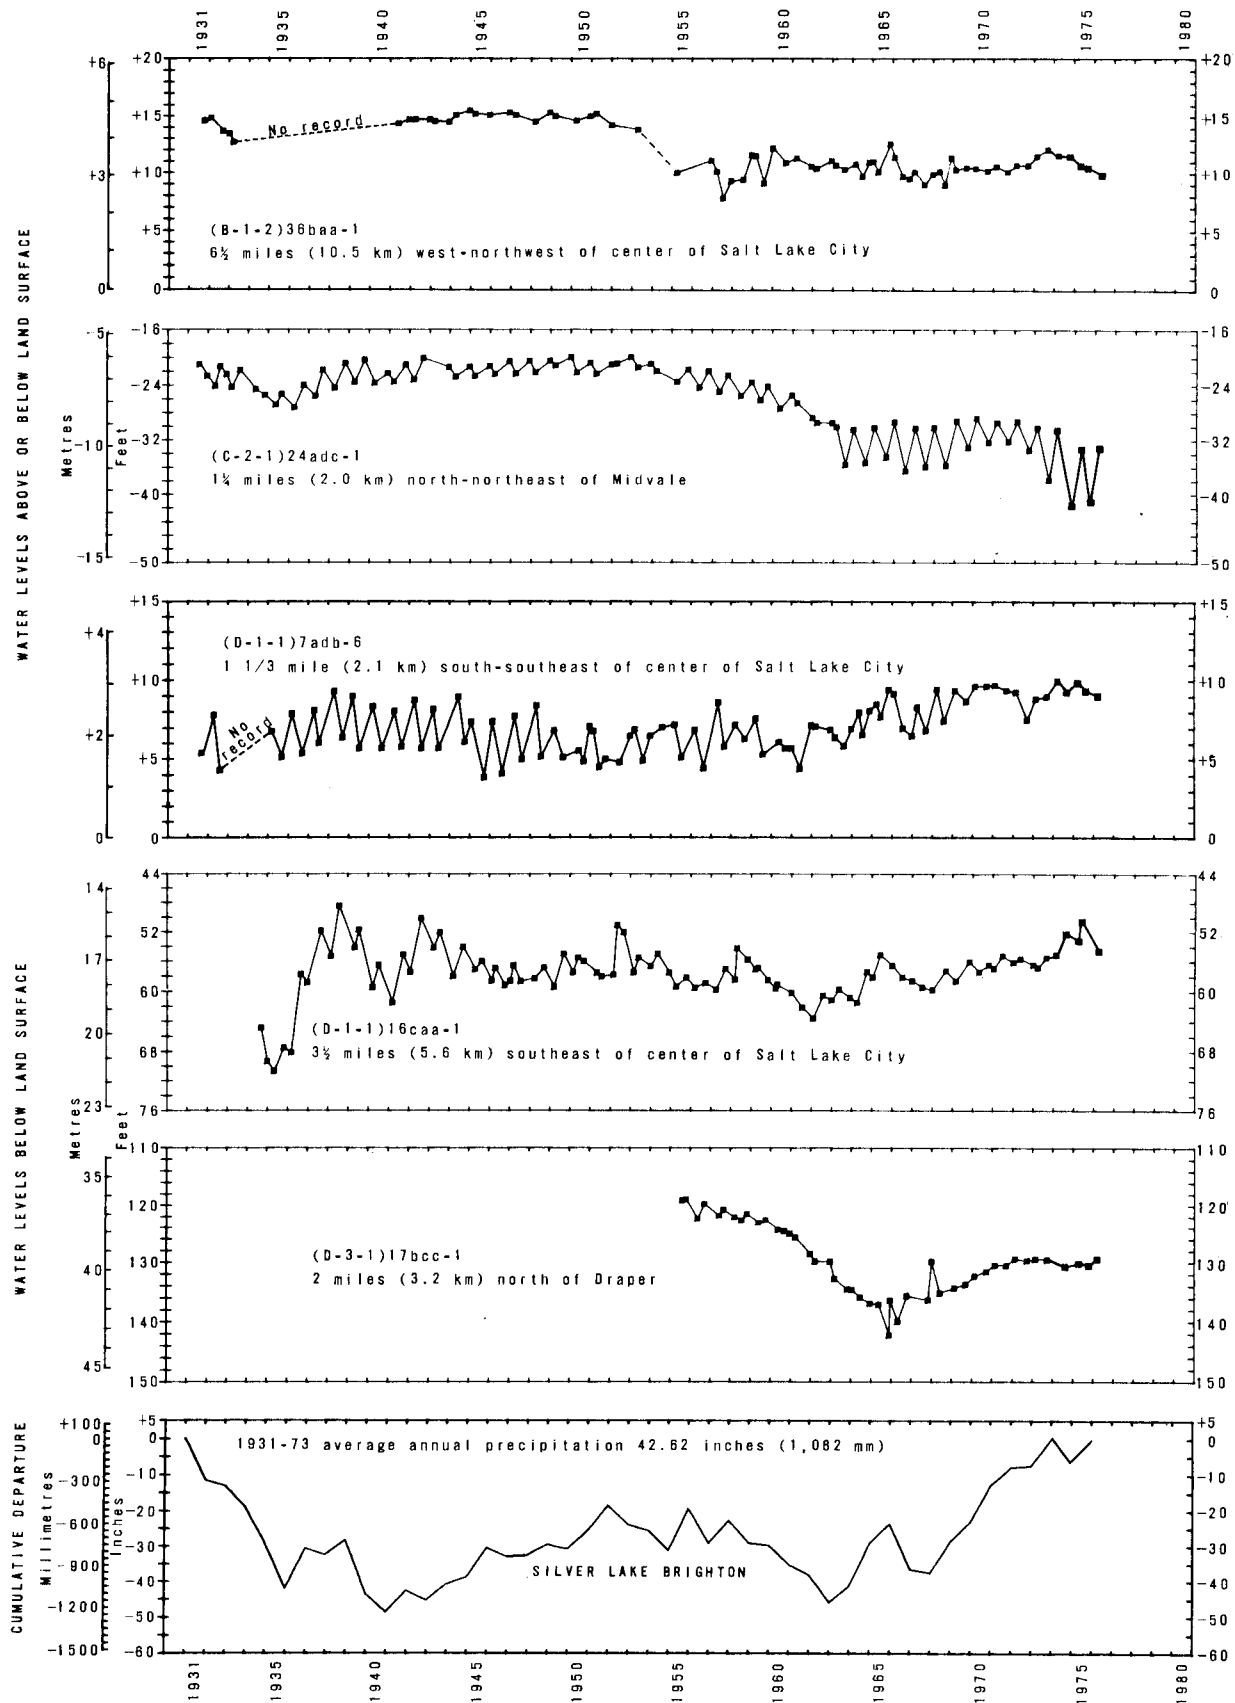 1931 1935 1940 1945 1950 1955 1960 1965 1970 1975 1980
WATER LEVELS ABOVE OR BELOW LAND SURFACE
Metres
Feet
+6 +3 0
+20 +15 +10 +5 0
No record
(B-1-2)36baa-1
6½ miles (10.5 km) west-northwest of center of Salt Lake City
+20 +15 +10 +5 0
-5 -10 -15
-16 -24 -32 -40 -50
(C-2-1)24adc-1
1¼ miles (2.0 km) north-northeast of Midvale
-16 -24 -32 -40 -50
+4 +2 0
+15 +10 +5 0
(D-1-1)7adb-6
1 1/3 mile (2.1 km) south-southeast of center of Salt Lake City
No
record
+15 +10 +5 0
WATER LEVELS BELOW LAND SURFACE
Metres
Feet
14 17 20 23
44 52 60 68 76
(D-1-1)16caa-1
3½ miles (5.6 km) southeast of center of Salt Lake City
44 52 60 68 76
35 40 45
110 120 130 140 150
(D-3-1)17bcc-1
2 miles (3.2 km) north of Draper
110 120 130 140 150
CUMULATIVE DEPARTURE
Millimetres
Inches
+100 0 -300 -600 -900 -1200 -1500
+5 0 -10 -20 -30 -40 -50 -60
1931-73 average annual precipitation 42.62 inches (1,082 mm)
SILVER LAKE BRIGHTON
+5 0 -10 -20 -30 -40 -50 -60
1931 1935 1940 1945 1950 1955 1960 1965 1970 1975 1980